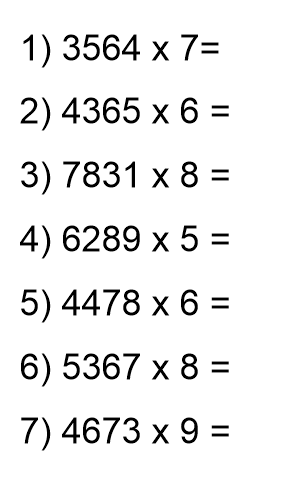 1) 3564 x 7=
2) 4365 x 6 =
3) 7831 x 8 =
4) 6289 x 5 =
5) 4478 x 6 =
6) 5367 x 8 =
7) 4673 x 9 =